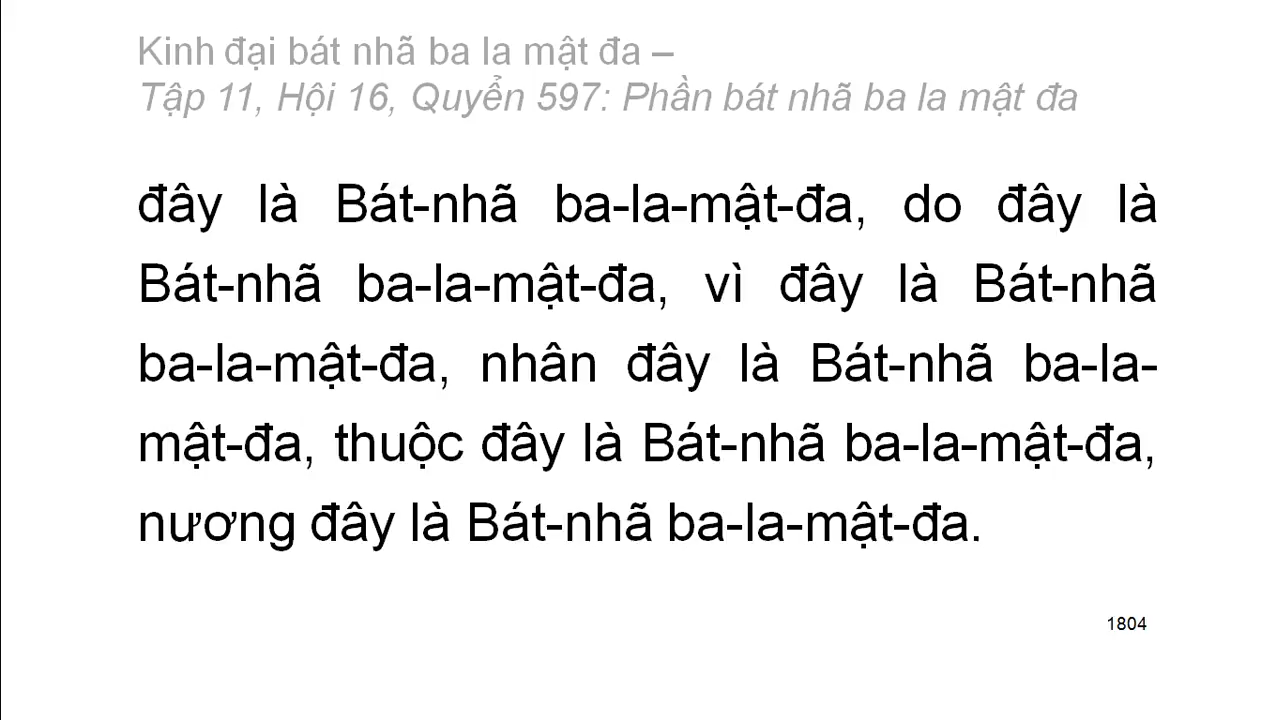 Kinh đại bát nhã ba la mật đa –
Tập 11, Hội 16, Quyển 597: Phần bát nhã ba la mật đa
đây là Bát-nhã ba-la-mật-đa, do đây là
Bát-nhã ba-la-mật-đa, vì đây là Bát-nhã
ba-la-mật-đa, nhân đây là Bát-nhã ba-la-
mật-đa, thuộc đây là Bát-nhã ba-la-mật-đa,
nương đây là Bát-nhã ba-la-mật-đa.
1804